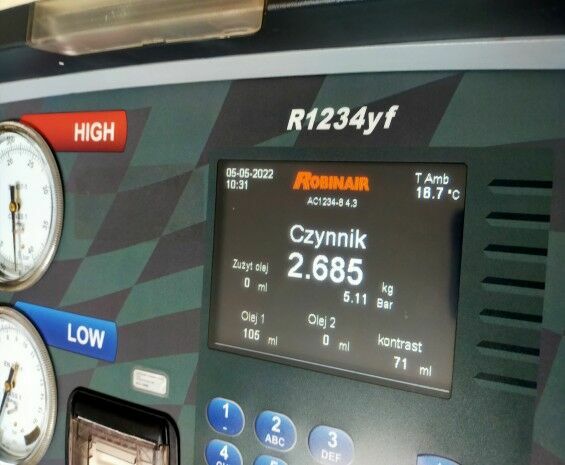 R1234yf
HIGH
LOW
05-05-2022
10:31
ROBINAIR
AC1234-8 4.3
T Amb
18.7 °C
Czynnik
2.685 kg
5.11 Bar
Zużyt olej
0 ml
Olej 1
105 ml
Olej 2
0 ml
kontrast
71 ml
1
2
ABC
3
DEF
4